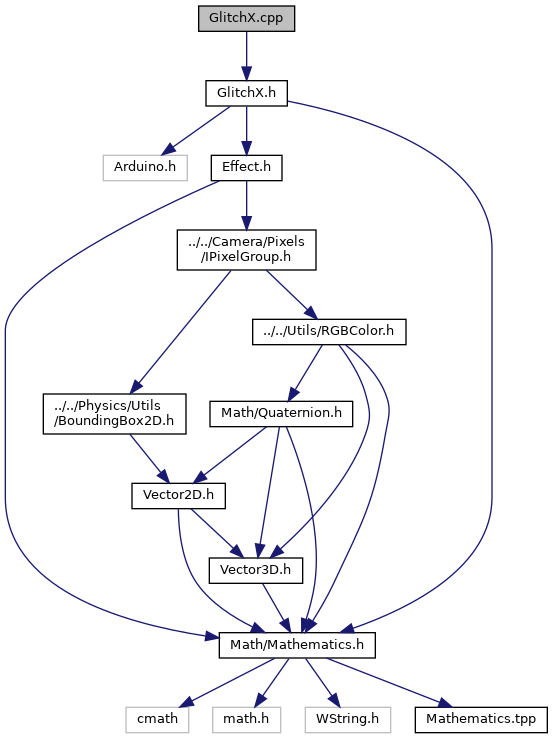 GlitchX.cpp
GlitchX.h
Arduino.h
Effect.h
../../Camera/Pixels
/IPixelGroup.h
../../Utils/RGBColor.h
../../Physics/Utils
/BoundingBox2D.h
Math/Quaternion.h
Vector2D.h
Vector3D.h
Math/Mathematics.h
cmath
math.h
WString.h
Mathematics.tpp